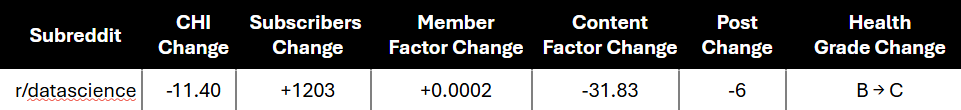 Subreddit CHI Change Subscribers Change Member Factor Change Content Factor Change Post Change Health Grade Change
r/datascience -11.40 +1203 +0.0002 -31.83 -6 B → C